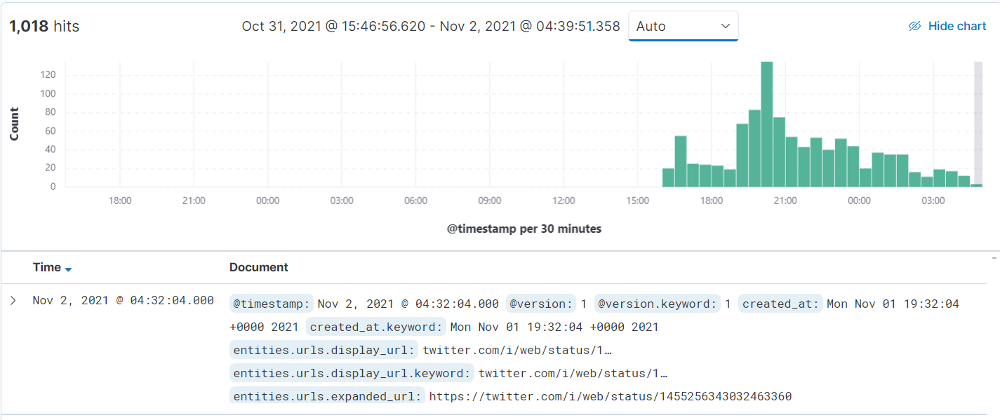 1,018 hits
Oct 31, 2021 @ 15:46:56.620 - Nov 2, 2021 @ 04:39:51.358
Auto
Hide chart
Count
120
100
80
60
40
20
0
18:00 21:00 00:00 03:00 06:00 09:00 12:00 15:00 18:00 21:00 00:00 03:00
@timestamp per 30 minutes
Time Document
Nov 2, 2021 @ 04:32:04.000
@timestamp: Nov 2, 2021 @ 04:32:04.000 @version: 1 @version.keyword: 1 created_at: Mon Nov 01 19:32:04
+0000 2021 created_at.keyword: Mon Nov 01 19:32:04 +0000 2021
entities.urls.display_url: twitter.com/i/web/status/1…
entities.urls.display_url.keyword: twitter.com/i/web/status/1…
entities.urls.expanded_url: https://twitter.com/i/web/status/1455256343032463360